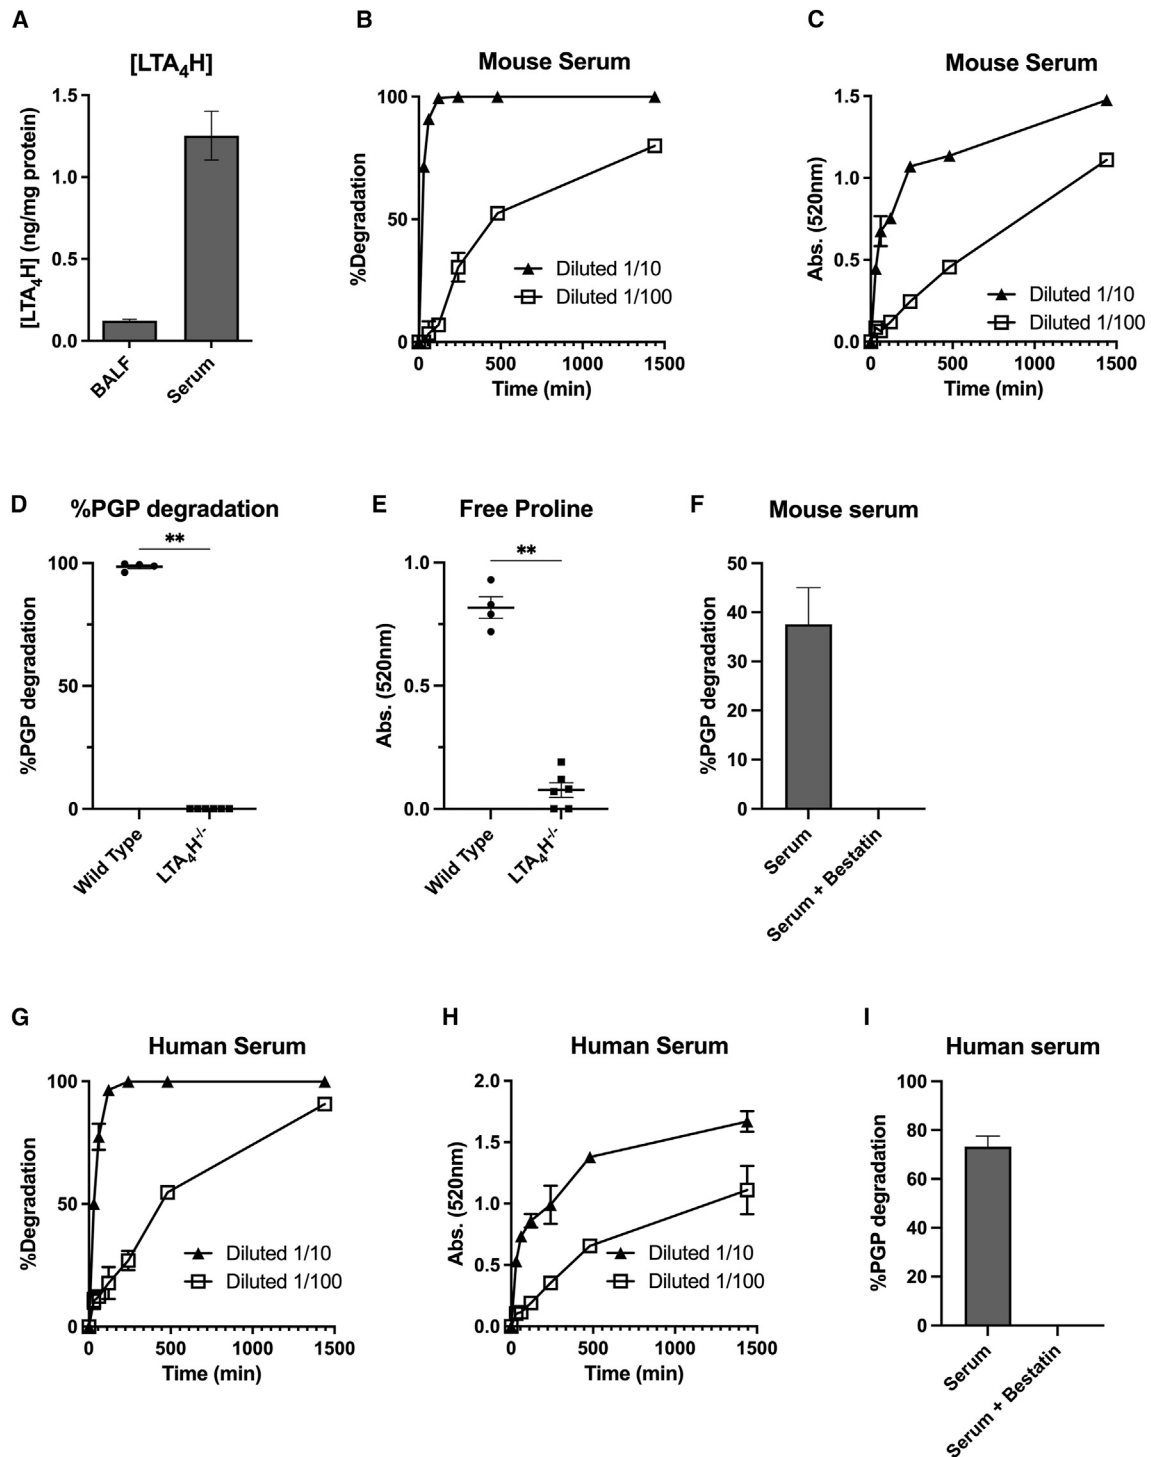 A
[LTA4H]
[LTA4H] (ng/mg protein)
1.5
1.0
0.5
0.0
BALF
Serum
B
Mouse Serum
%Degradation
100
50
0
0 500 1000 1500
Time (min)
Diluted 1/10
Diluted 1/100
C
Mouse Serum
Abs. (520nm)
1.5
1.0
0.5
0.0
0 500 1000 1500
Time (min)
Diluted 1/10
Diluted 1/100
D
%PGP degradation
**
%PGP degradation
100
50
0
Wild Type
LTA4H-/-
E
Free Proline
**
Abs. (520nm)
1.0
0.5
0.0
Wild Type
LTA4H-/-
F
Mouse serum
%PGP degradation
50
40
30
20
10
0
Serum
Serum + Bestatin
G
Human Serum
%Degradation
100
50
0
0 500 1000 1500
Time (min)
Diluted 1/10
Diluted 1/100
H
Human Serum
Abs. (520nm)
2.0
1.5
1.0
0.5
0.0
0 500 1000 1500
Time (min)
Diluted 1/10
Diluted 1/100
I
Human serum
%PGP degradation
100
80
60
40
20
0
Serum
Serum + Bestatin